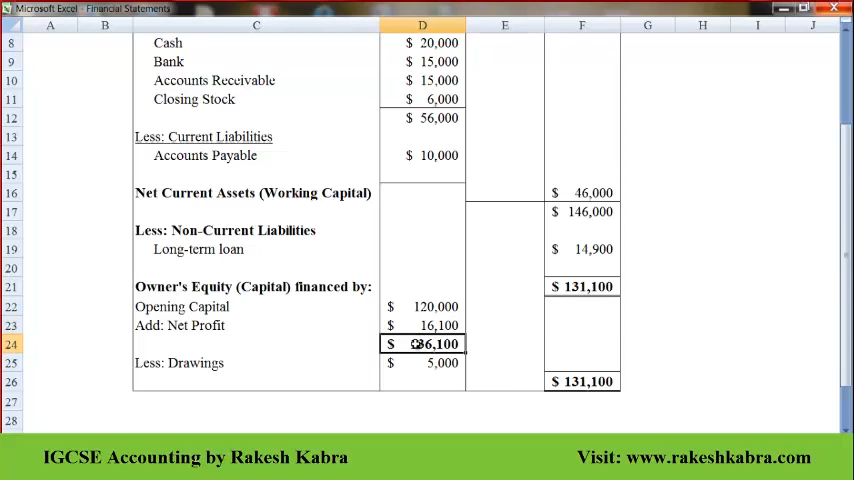 Microsoft Excel - Financial Statements
A B C D E F G H I J
8 Cash $ 20,000
9 Bank $ 15,000
10 Accounts Receivable $ 15,000
11 Closing Stock $ 6,000
12 $ 56,000
13 Less: Current Liabilities
14 Accounts Payable $ 10,000
15
16 Net Current Assets (Working Capital) $ 46,000
17 $ 146,000
18 Less: Non-Current Liabilities
19 Long-term loan $ 14,900
20
21 Owner's Equity (Capital) financed by: $ 131,100
22 Opening Capital $ 120,000
23 Add: Net Profit $ 16,100
24 $ 136,100
25 Less: Drawings $ 5,000
26 $ 131,100
27
28
IGCSE Accounting by Rakesh Kabra Visit: www.rakeshkabra.com